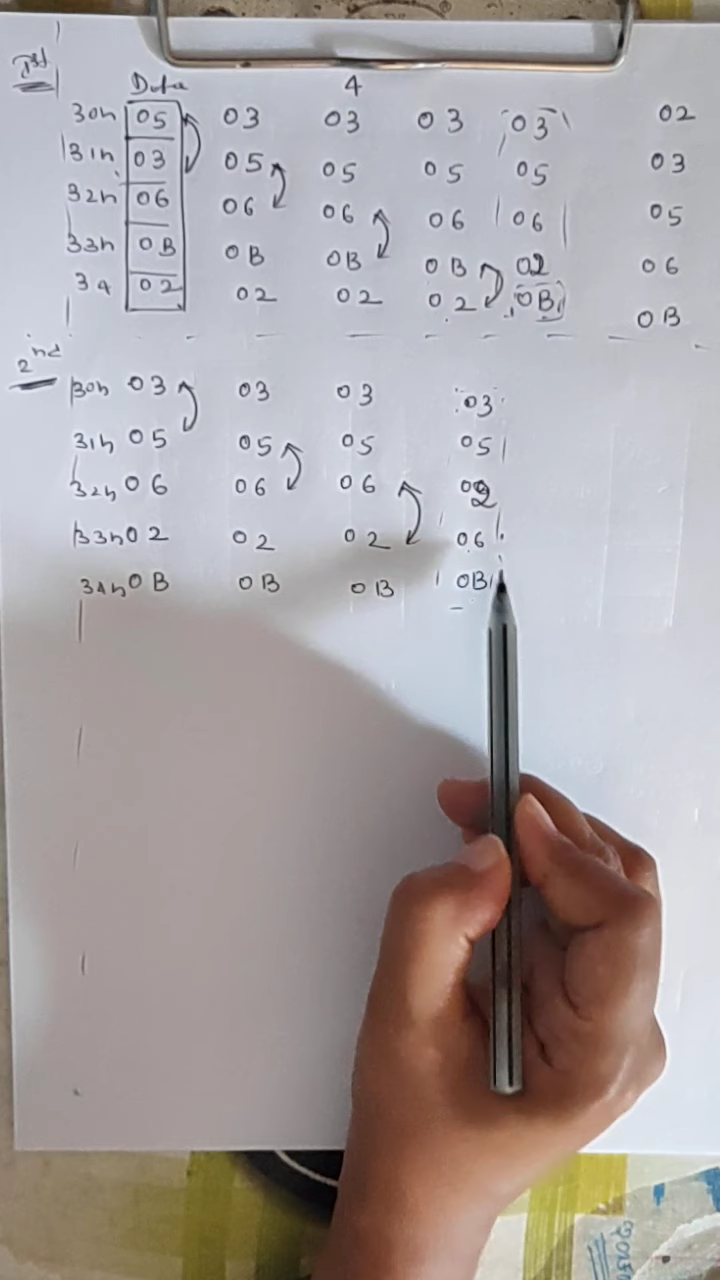 Ist
Data 4
30h 05 03 03 03 03 02
31h 03 05 05 05 05 03
32h 06 06 06 06 06 05
33h 0B 0B 0B 0B 02 06
34 02 02 02 02 0B 0B
2nd
30h 03 03 03 03
31h 05 05 05 05
32h 06 06 06 02
33h 02 02 02 06
34h 0B 0B 0B 0B